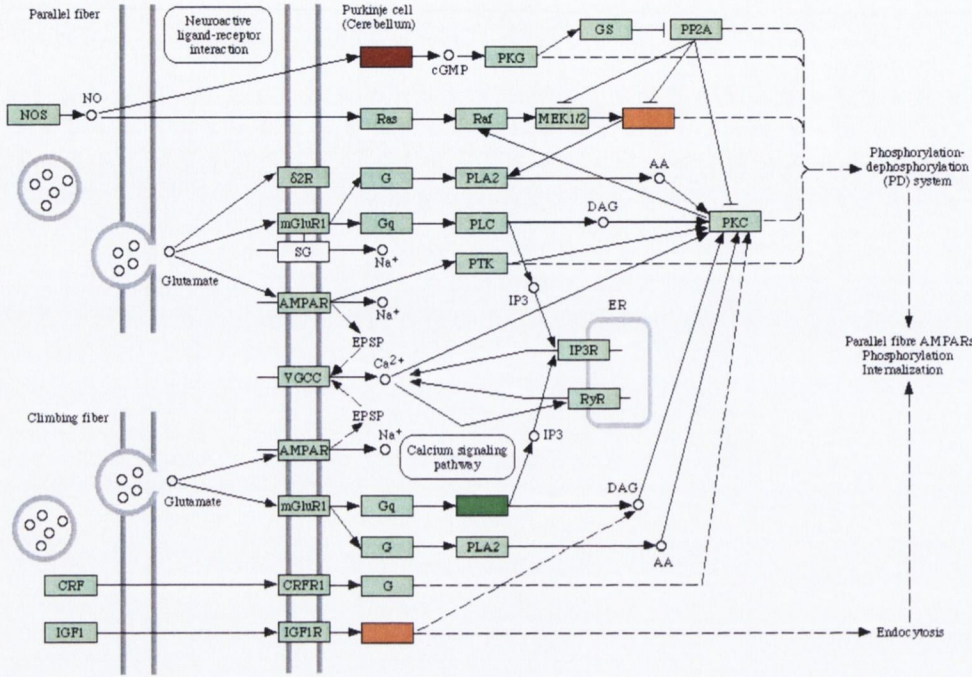 Parallel fiber
Neuroactive
ligand-receptor
interaction
Purkinje cell
(Cerebellum)
cGMP
PKG
GS
PP2A
NOS
NO
Ras
Raf
MEK1/2
Phosphorylation-
dephosphorylation
(PD) system
δ2R
G
PLA2
AA
mGluR1
Gq
PLC
DAG
PKC
SG
Na+
PTK
Glutamate
AMPAR
Na+
IP3
ER
EPSP
IP3R
Parallel fibre AMPARs
Phosphorylation
Internalization
VGCC
Ca2+
RyR
Climbing fiber
EPSP
Na+
IP3
AMPAR
Calcium signaling
pathway
Glutamate
mGluR1
Gq
DAG
G
PLA2
AA
CRF
CRFR1
G
IGF1
IGF1R
Endocytosis